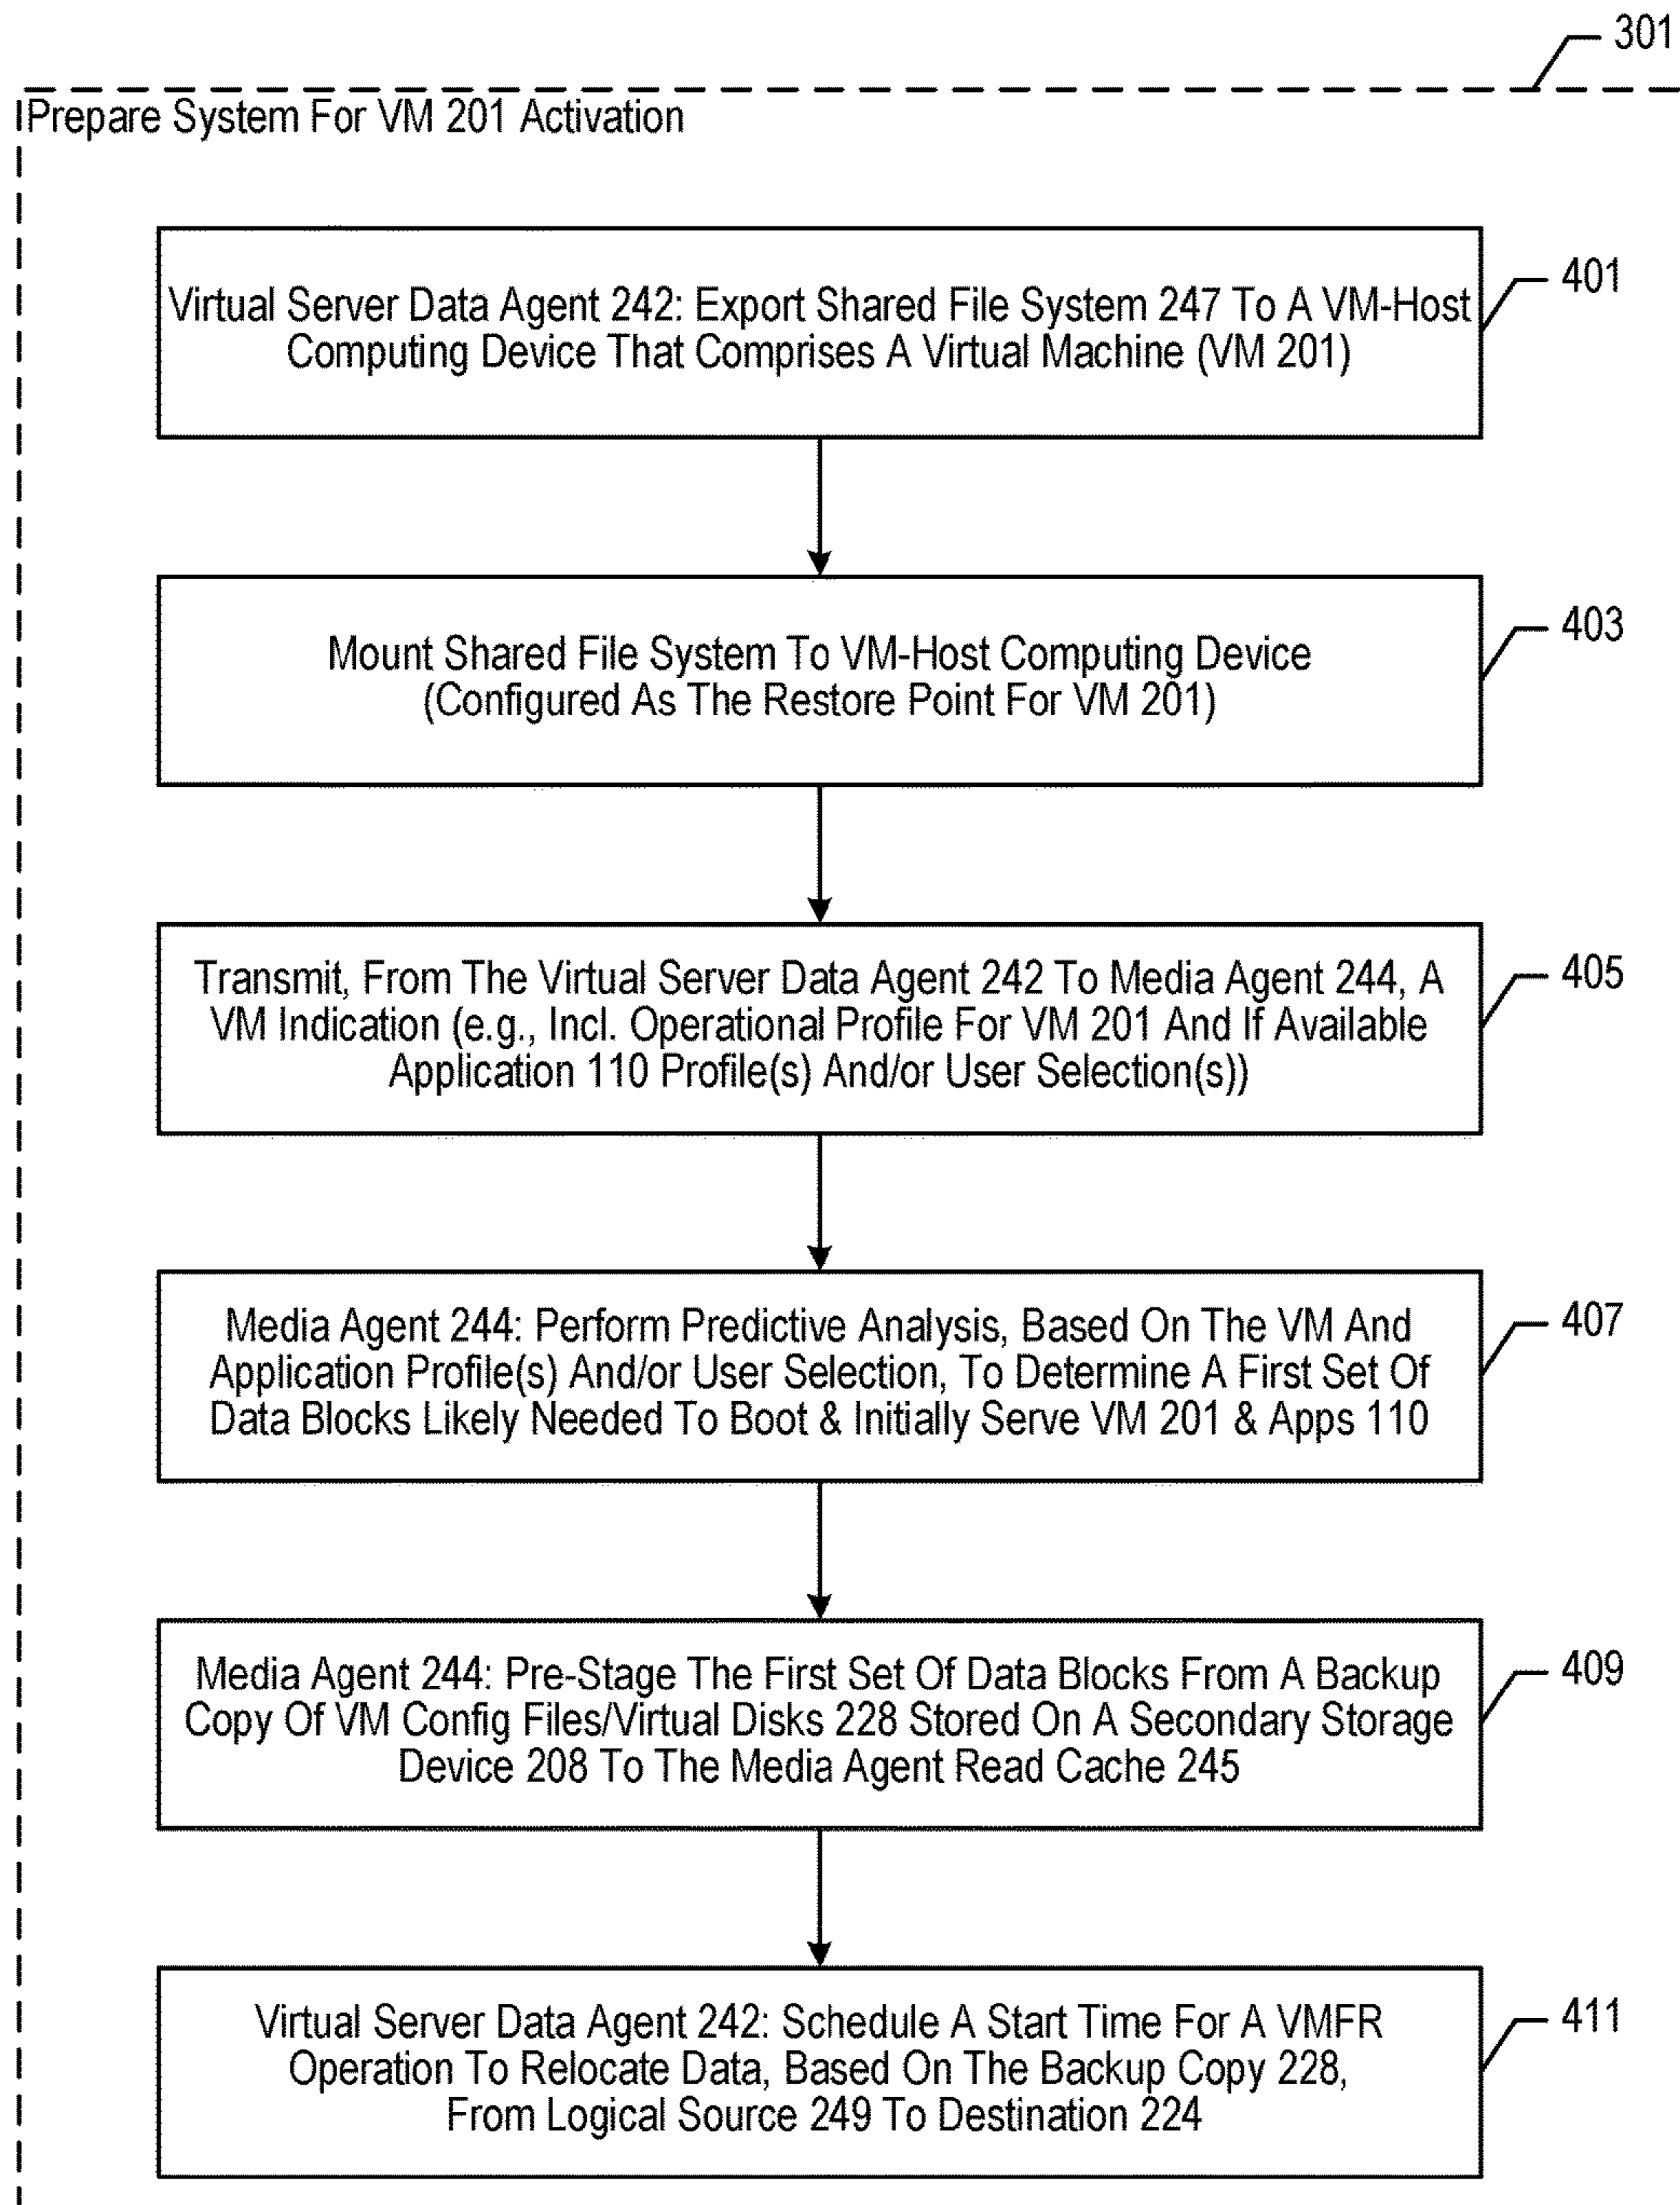 301
Prepare System For VM 201 Activation
Virtual Server Data Agent 242: Export Shared File System 247 To A VM-Host
Computing Device That Comprises A Virtual Machine (VM 201)
401
Mount Shared File System To VM-Host Computing Device
(Configured As The Restore Point For VM 201)
403
Transmit, From The Virtual Server Data Agent 242 To Media Agent 244, A
VM Indication (e.g., Incl. Operational Profile For VM 201 And If Available
Application 110 Profile(s) And/or User Selection(s))
405
Media Agent 244: Perform Predictive Analysis, Based On The VM And
Application Profile(s) And/or User Selection, To Determine A First Set Of
Data Blocks Likely Needed To Boot & Initially Serve VM 201 & Apps 110
407
Media Agent 244: Pre-Stage The First Set Of Data Blocks From A Backup
Copy Of VM Config Files/Virtual Disks 228 Stored On A Secondary Storage
Device 208 To The Media Agent Read Cache 245
409
Virtual Server Data Agent 242: Schedule A Start Time For A VMFR
Operation To Relocate Data, Based On The Backup Copy 228,
From Logical Source 249 To Destination 224
411